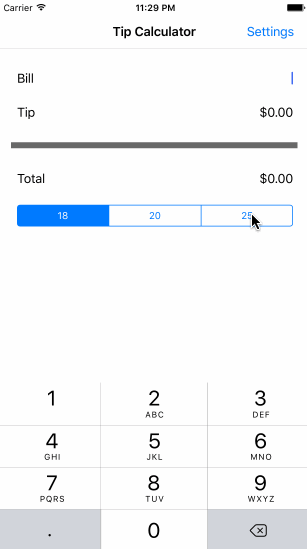 Carrier 11:29 PM
Tip Calculator Settings
Bill
Tip $0.00
Total $0.00
18 20 25
1 2 3
ABC DEF
4 5 6
GHI JKL MNO
7 8 9
PQRS TUV WXYZ
. 0